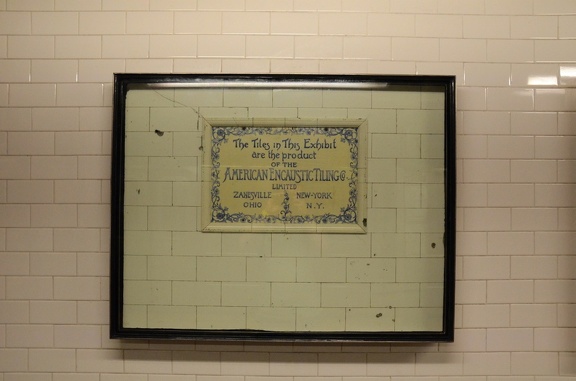 The Tiles in This Exhibit
are the product
OF THE
AMERICAN ENCAUSTIC TILING Co
LIMITED
ZANESVILLE NEW-YORK
OHIO N.Y.